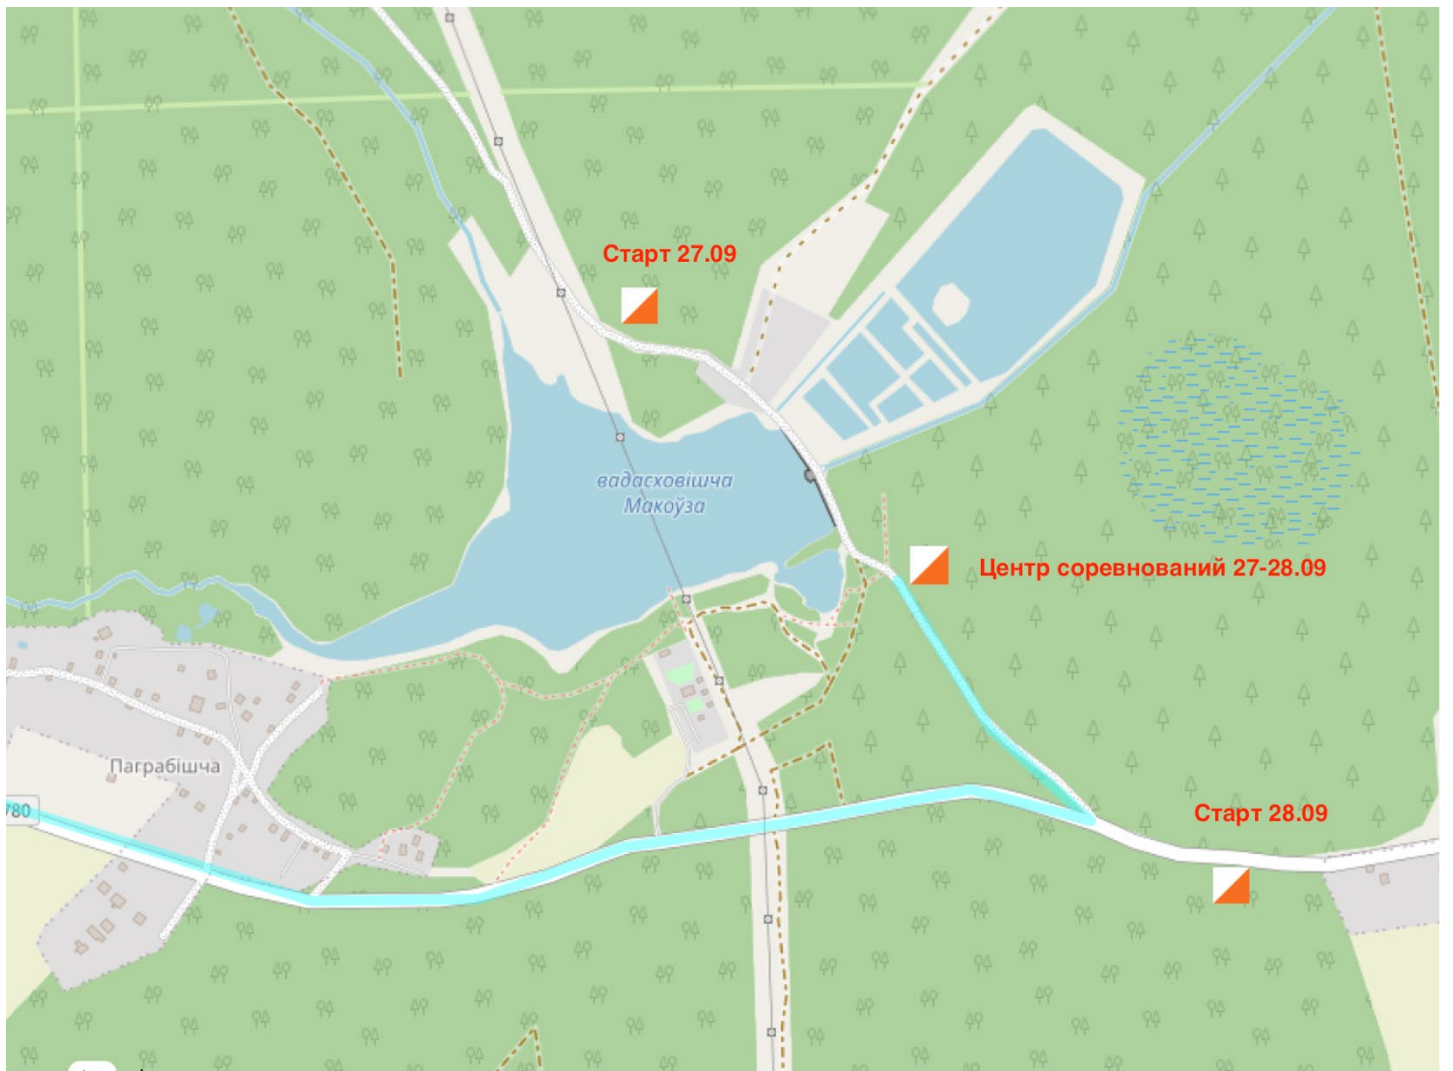 Старт 27.09
вадасховішча
Макоўза
Центр соревнований 27-28.09
Паграбішча
780
Старт 28.09